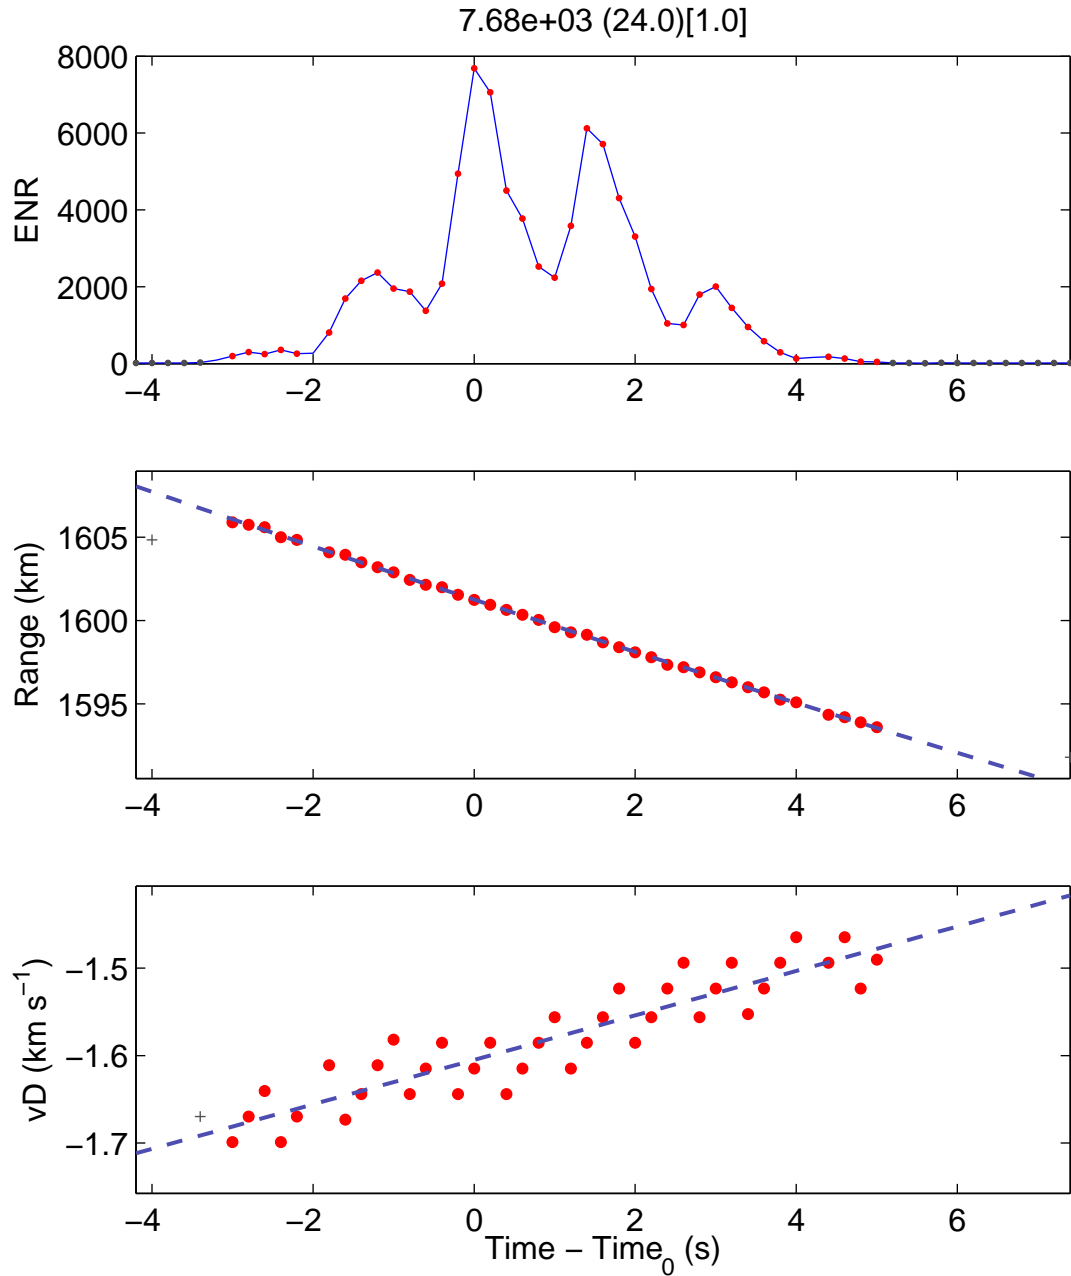 7.68e+03 (24.0)[1.0]
8000
6000
4000
2000
0
ENR
−4 −2 0 2 4 6
1605
1600
1595
Range (km)
−4 −2 0 2 4 6
−1.5
−1.6
−1.7
vD (km s⁻¹)
−4 −2 0 2 4 6
Time − Time₀ (s)